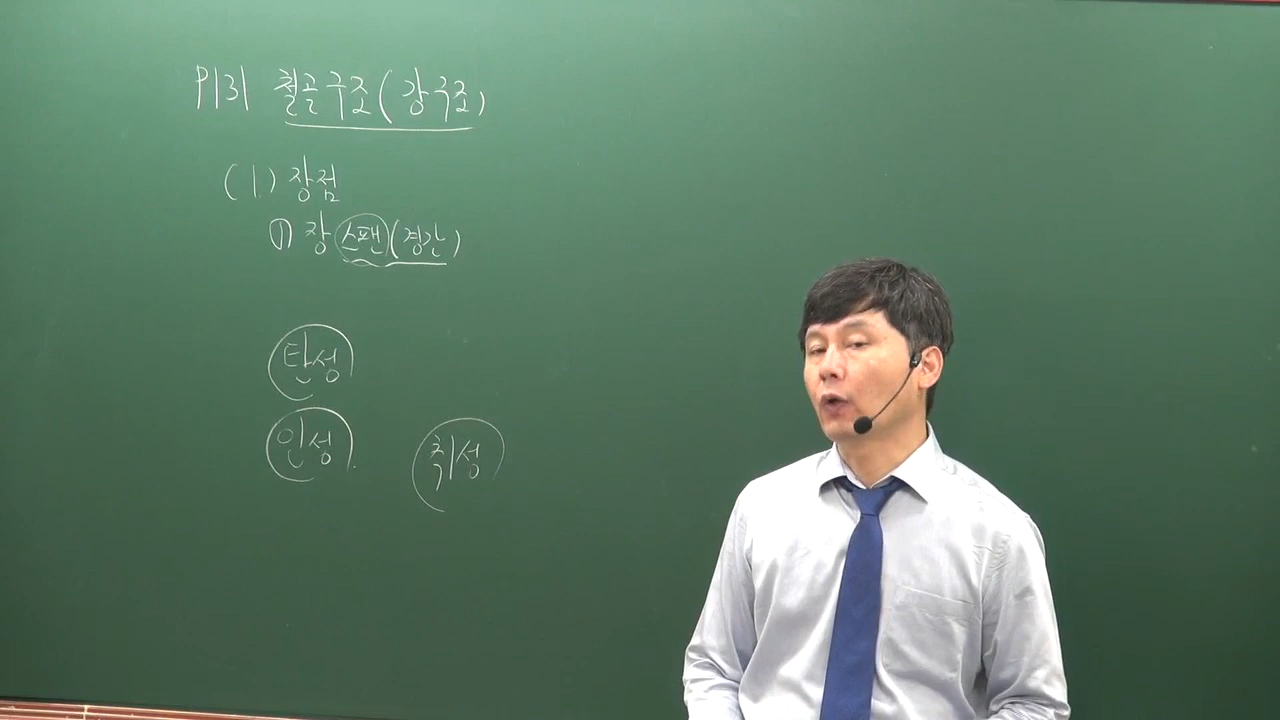 P131 철골구조(강구조)
(1.) 장점
① 장 스팬(경간)
탄성
인성 취성